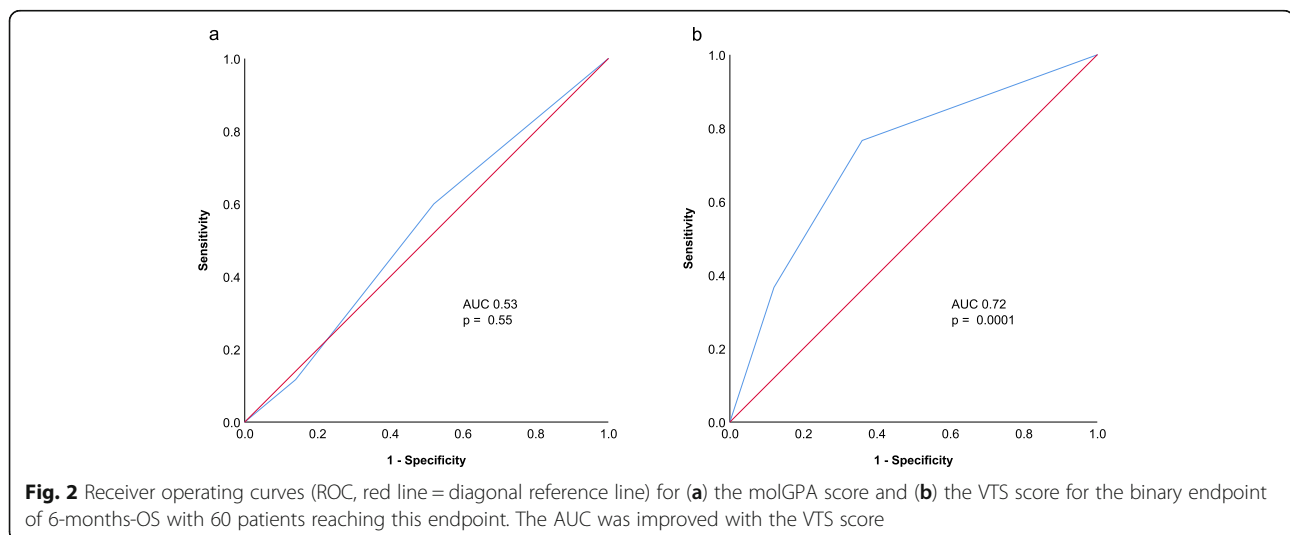 a
1.0
0.8
0.6
0.4
0.2
0.0
Sensitivity
AUC 0.53
p = 0.55
0.0 0.2 0.4 0.6 0.8 1.0
1 - Specificity
b
1.0
0.8
0.6
0.4
0.2
0.0
Sensitivity
AUC 0.72
p = 0.0001
0.0 0.2 0.4 0.6 0.8 1.0
1 - Specificity
Fig. 2 Receiver operating curves (ROC, red line = diagonal reference line) for (a) the molGPA score and (b) the VTS score for the binary endpoint
of 6-months-OS with 60 patients reaching this endpoint. The AUC was improved with the VTS score